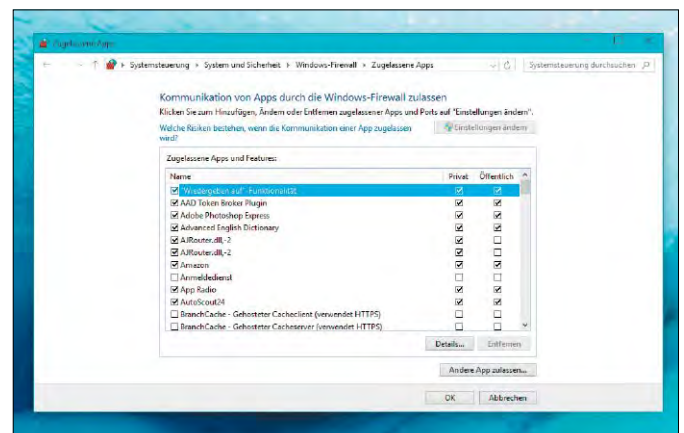 Zugelassene Apps
Systemsteuerung › System und Sicherheit › Windows-Firewall › Zugelassene Apps
Systemsteuerung durchsuchen
Kommunikation von Apps durch die Windows-Firewall zulassen
Klicken Sie zum Hinzufügen, Ändern oder Entfernen zugelassener Apps und Ports auf "Einstellungen ändern".
Welche Risiken bestehen, wenn die Kommunikation einer App zugelassen wird?
Einstellungen ändern
Zugelassene Apps und Features:
Name Privat Öffentlich
"Wiedergeben auf"-Funktionalität
AAD Token Broker Plugin
Adobe Photoshop Express
Advanced English Dictionary
AJRouter.dll,-2
AJRouter.dll,-2
Amazon
Anmeldedienst
App Radio
AutoScout24
BranchCache - Gehosteter Cacheclient (verwendet HTTPS)
BranchCache - Gehosteter Cacheserver (verwendet HTTPS)
Details... Entfernen
Andere App zulassen...
OK Abbrechen